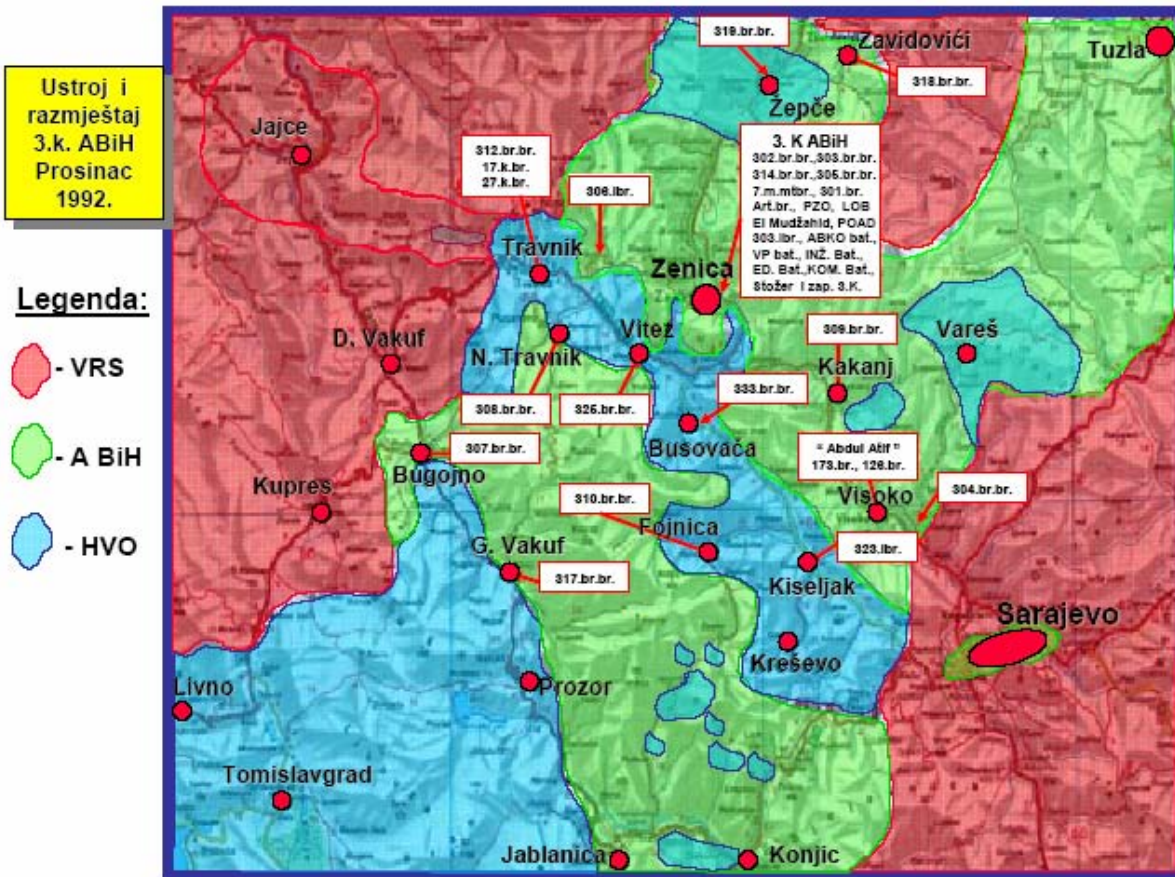 Ustroj i
razmještaj
3.k. ABiH
Prosinac
1992.
Legenda:
- VRS
- A BiH
- HVO
319.br.br.
Zavidovići
318.br.br.
Tuzla
Žepče
Jajce
312.br.br.
17.k.br.
27.k.br.
306.lbr.
3. K ABiH
302.br.br.,303.br.br.
314.br.br.,305.br.br.
7.m.mtbr., 301.br.
Art.br., PZO, LOB
El Mudžahid, POAD
303.lbr., ABKO bat.,
VP bat., INŽ. Bat.,
ED. Bat.,KOM. Bat.,
Stožer i zap. 3.K.
Travnik
Zenica
D. Vakuf
N. Travnik
Vitez
309.br.br.
Kakanj
Vareš
308.br.br.
325.br.br.
333.br.br.
Busovača
307.br.br.
Bugojno
" Abdul Atif "
173.br., 126.br.
Visoko
304.br.br.
Kupres
310.br.br.
Fojnica
G. Vakuf
317.br.br.
323.lbr.
Kiseljak
Sarajevo
Kreševo
Livno
Prozor
Tomislavgrad
Jablanica
Konjic